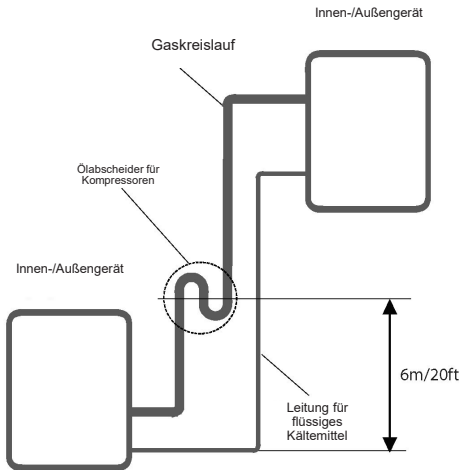 Innen-/Außengerät
Gaskreislauf
Ölabscheider für
Kompressoren
Innen-/Außengerät
6m/20ft
Leitung für
flüssiges
Kältemittel